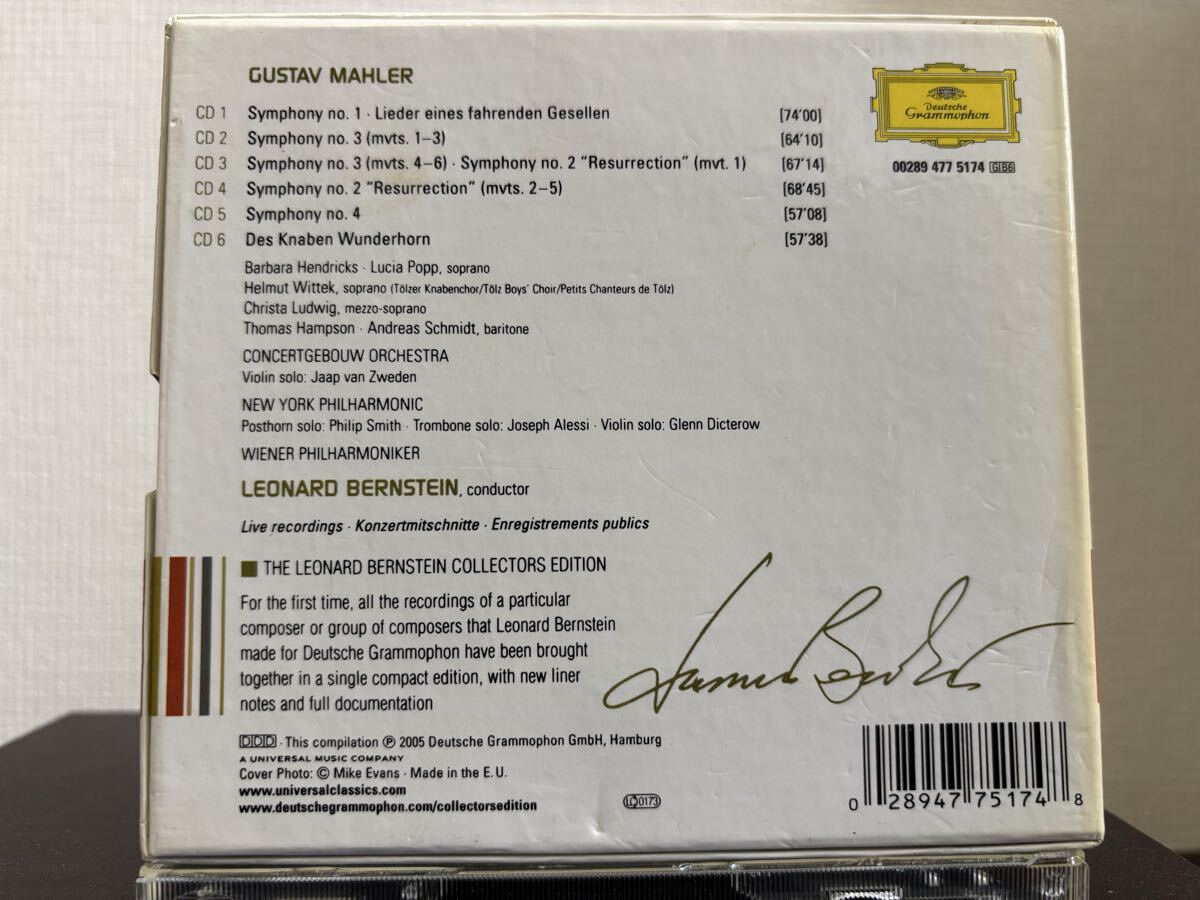 GUSTAV MAHLER
CD 1 Symphony no. 1 · Lieder eines fahrenden Gesellen [74'00]
CD 2 Symphony no. 3 (mvts. 1–3) [64'10]
CD 3 Symphony no. 3 (mvts. 4–6) · Symphony no. 2 "Resurrection" (mvt. 1) [67'14]
CD 4 Symphony no. 2 "Resurrection" (mvts. 2–5) [68'45]
CD 5 Symphony no. 4 [57'08]
CD 6 Des Knaben Wunderhorn [57'38]
Deutsche
Grammophon
00289 477 5174 GB6
Barbara Hendricks · Lucia Popp, soprano
Helmut Wittek, soprano (Tölzer Knabenchor/Tölz Boys' Choir/Petits Chanteurs de Tölz)
Christa Ludwig, mezzo-soprano
Thomas Hampson · Andreas Schmidt, baritone
CONCERTGEBOUW ORCHESTRA
Violin solo: Jaap van Zweden
NEW YORK PHILHARMONIC
Posthorn solo: Philip Smith · Trombone solo: Joseph Alessi · Violin solo: Glenn Dicterow
WIENER PHILHARMONIKER
LEONARD BERNSTEIN, conductor
Live recordings · Konzertmitschnitte · Enregistrements publics
THE LEONARD BERNSTEIN COLLECTORS EDITION
For the first time, all the recordings of a particular
composer or group of composers that Leonard Bernstein
made for Deutsche Grammophon have been brought
together in a single compact edition, with new liner
notes and full documentation
DDD · This compilation ℗ 2005 Deutsche Grammophon GmbH, Hamburg
A UNIVERSAL MUSIC COMPANY
Cover Photo: © Mike Evans · Made in the E. U.
www.universalclassics.com
www.deutschegrammophon.com/collectorsedition
LC 0173
0 28947 75174 8